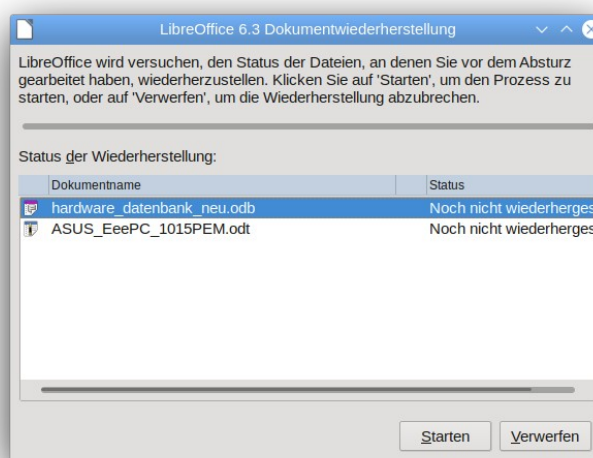 LibreOffice 6.3 Dokumentwiederherstellung
LibreOffice wird versuchen, den Status der Dateien, an denen Sie vor dem Absturz
gearbeitet haben, wiederherzustellen. Klicken Sie auf 'Starten', um den Prozess zu
starten, oder auf 'Verwerfen', um die Wiederherstellung abzubrechen.
Status der Wiederherstellung:
Dokumentname Status
hardware_datenbank_neu.odb Noch nicht wiederherges
ASUS_EeePC_1015PEM.odt Noch nicht wiederherges
Starten Verwerfen